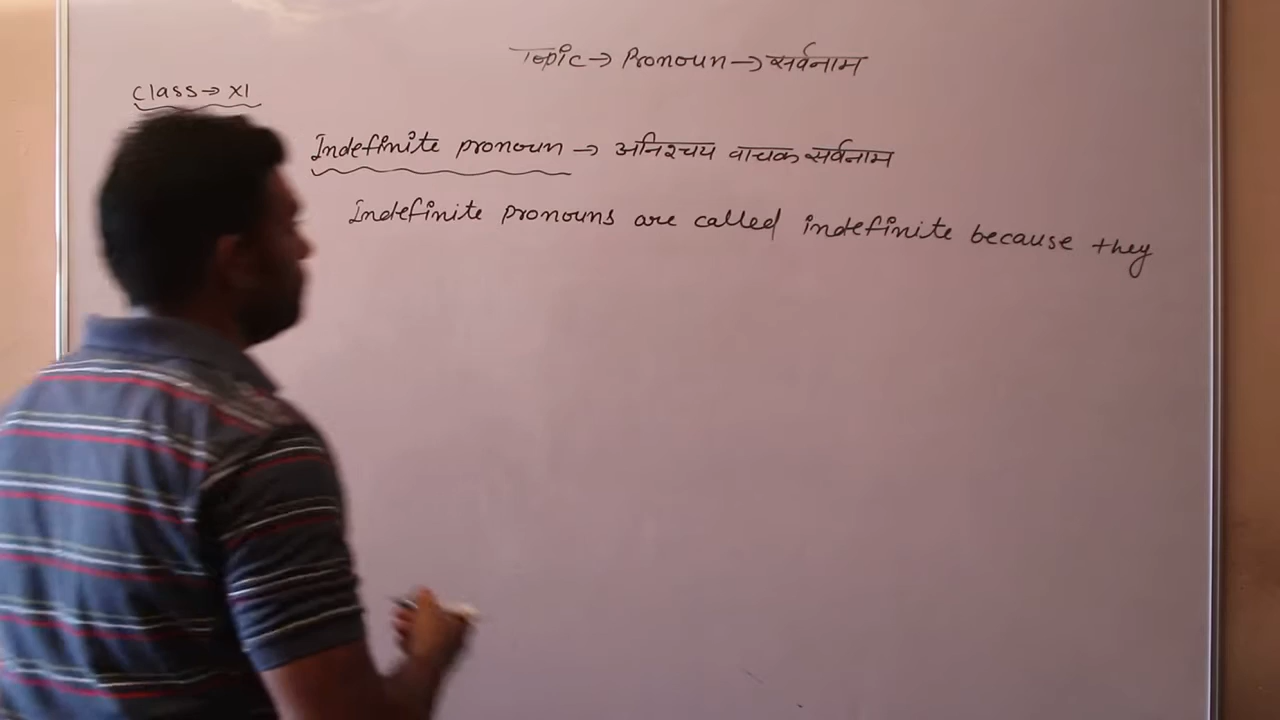 Topic → Pronoun → सर्वनाम
Class → XI
Indefinite pronoun → अनिश्चय वाचक सर्वनाम
Indefinite pronouns are called indefinite because they